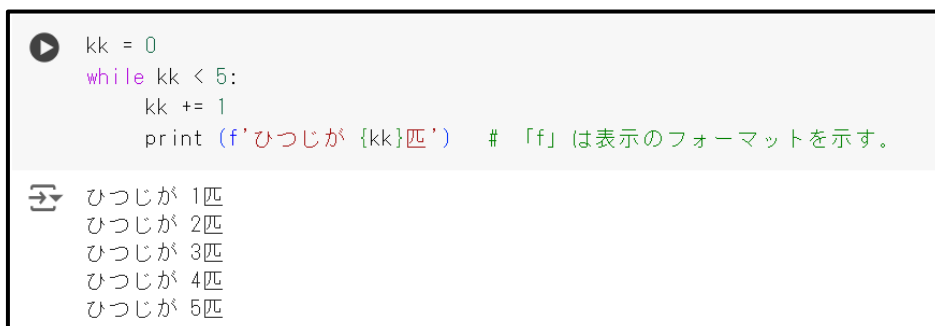 kk = 0
while kk < 5:
kk += 1
print (f'ひつじが {kk}匹')  # 「f」は表示のフォーマットを示す。
ひつじが 1匹
ひつじが 2匹
ひつじが 3匹
ひつじが 4匹
ひつじが 5匹